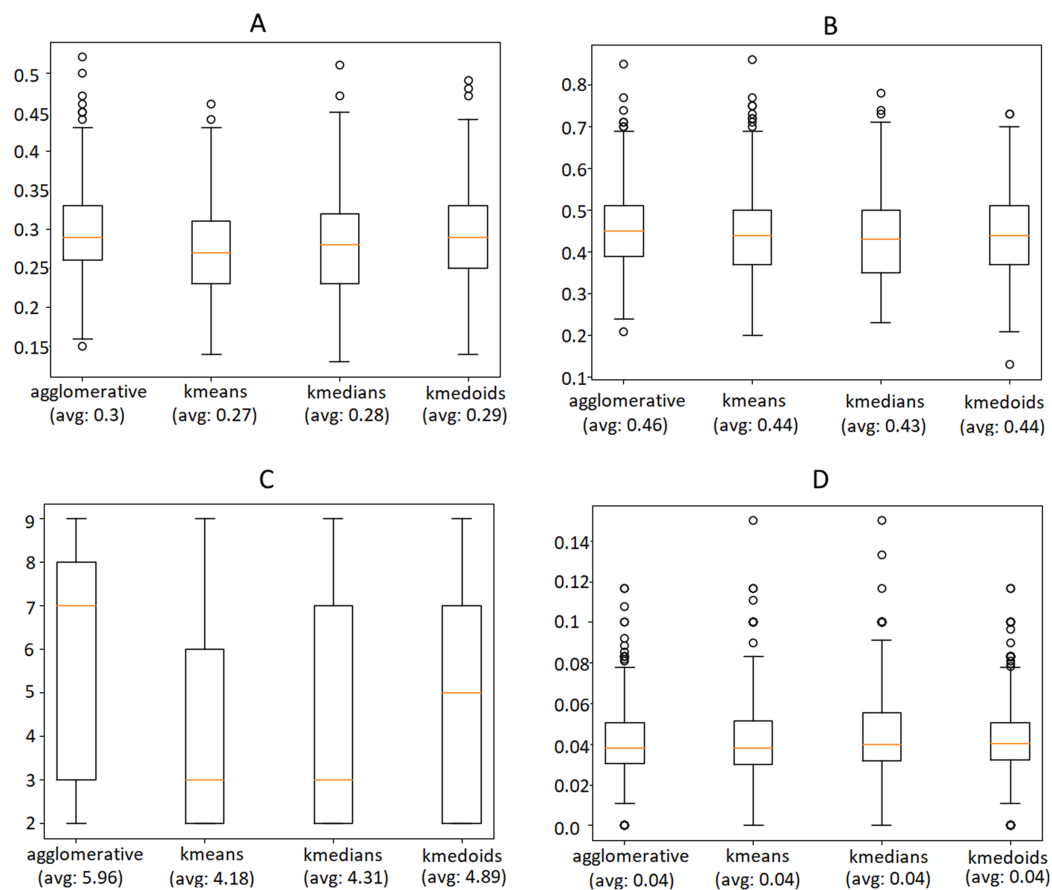 A
0.5
0.45
0.4
0.35
0.3
0.25
0.2
0.15
agglomerative kmeans kmedians kmedoids
(avg: 0.3) (avg: 0.27) (avg: 0.28) (avg: 0.29)
B
0.8
0.7
0.6
0.5
0.4
0.3
0.2
0.1
agglomerative kmeans kmedians kmedoids
(avg: 0.46) (avg: 0.44) (avg: 0.43) (avg: 0.44)
C
9
8
7
6
5
4
3
2
agglomerative kmeans kmedians kmedoids
(avg: 5.96) (avg: 4.18) (avg: 4.31) (avg: 4.89)
D
0.14
0.12
0.1
0.08
0.06
0.04
0.02
0.0
agglomerative kmeans kmedians kmedoids
(avg: 0.04) (avg: 0.04) (avg: 0.04) (avg: 0.04)